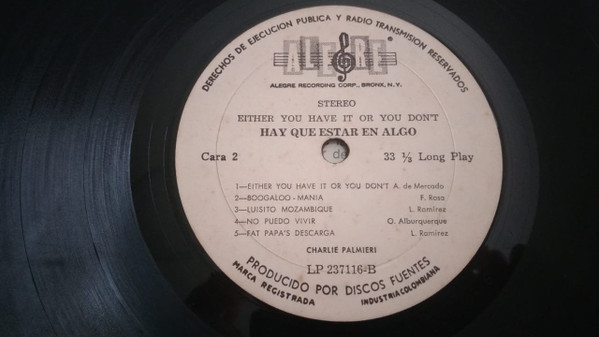 DERECHOS DE EJECUCION PUBLICA Y RADIO TRANSMISION RESERVADOS
ALEGRE®
ALEGRE RECORDING CORP., BRONX, N.Y.
STEREO
EITHER YOU HAVE IT OR YOU DON'T
HAY QUE ESTAR EN ALGO
Cara 2 33 ⅓ Long Play
1—EITHER YOU HAVE IT OR YOU DON'T A. de Mercado
2—BOOGALOO - MANIA F. Rosa
3—LUISITO MOZAMBIQUE L. Ramirez
4—NO PUEDO VIVIR O. Alburquerque
5—FAT PAPA'S DESCARGA L. Ramirez
CHARLIE PALMIERI
LP 237116-B
PRODUCIDO POR DISCOS FUENTES
MARCA REGISTRADA INDUSTRIA COLOMBIANA